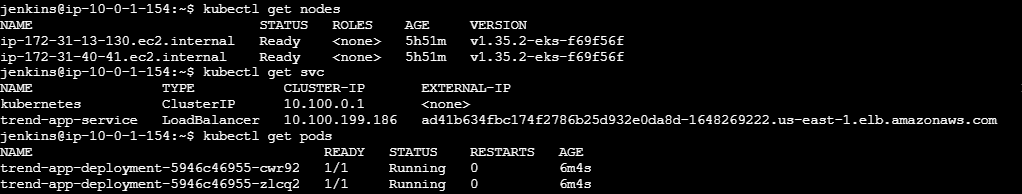 jenkins@ip-10-0-1-154:~$ kubectl get nodes
NAME STATUS ROLES AGE VERSION
ip-172-31-13-130.ec2.internal Ready <none> 5h51m v1.35.2-eks-f69f56f
ip-172-31-40-41.ec2.internal Ready <none> 5h51m v1.35.2-eks-f69f56f
jenkins@ip-10-0-1-154:~$ kubectl get svc
NAME TYPE CLUSTER-IP EXTERNAL-IP
kubernetes ClusterIP 10.100.0.1 <none>
trend-app-service LoadBalancer 10.100.199.186 ad41b634fbc174f2786b25d932e0da8d-1648269222.us-east-1.elb.amazonaws.com
jenkins@ip-10-0-1-154:~$ kubectl get pods
NAME READY STATUS RESTARTS AGE
trend-app-deployment-5946c46955-cwr92 1/1 Running 0 6m4s
trend-app-deployment-5946c46955-zlcq2 1/1 Running 0 6m4s